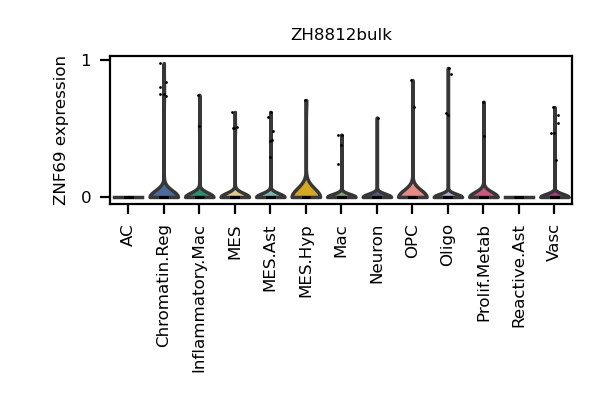 ZH8812bulk
ZNF69 expression
1
0
AC
Chromatin.Reg
Inflammatory.Mac
MES
MES.Ast
MES.Hyp
Mac
Neuron
OPC
Oligo
Prolif.Metab
Reactive.Ast
Vasc